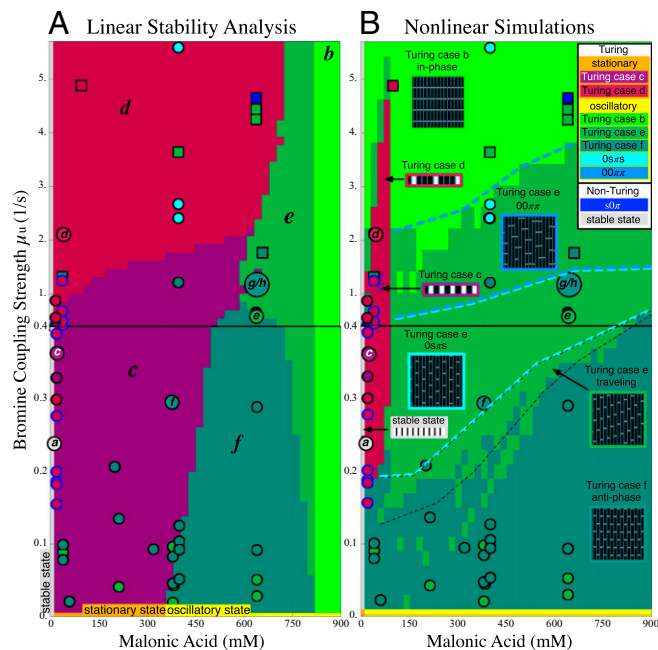 A Linear Stability Analysis
B Nonlinear Simulations
Bromine Coupling Strength μu (1/s)
5.
4.
3.
2.
1.
0.4
0.3
0.2
0.1
0.
b
d
e
d
g/h
e
c
c
f
f
a
stable state
stationary state
oscillatory state
0
150
300
450
600
750
900
Malonic Acid (mM)
5.
4.
3.
2.
1.
0.4
0.3
0.2
0.1
0.
Turing case b
in-phase
Turing case d
Turing case e
00ππ
d
Turing case c
g/h
e
Turing case e
0sπs
c
Turing case e
traveling
f
stable state
a
Turing case f
anti-phase
Turing
stationary
Turing case c
Turing case d
oscillatory
Turing case b
Turing case e
Turing case f
0sπs
00ππ
Non-Turing
s0π
stable state
0
150
300
450
600
750
900
Malonic Acid (mM)